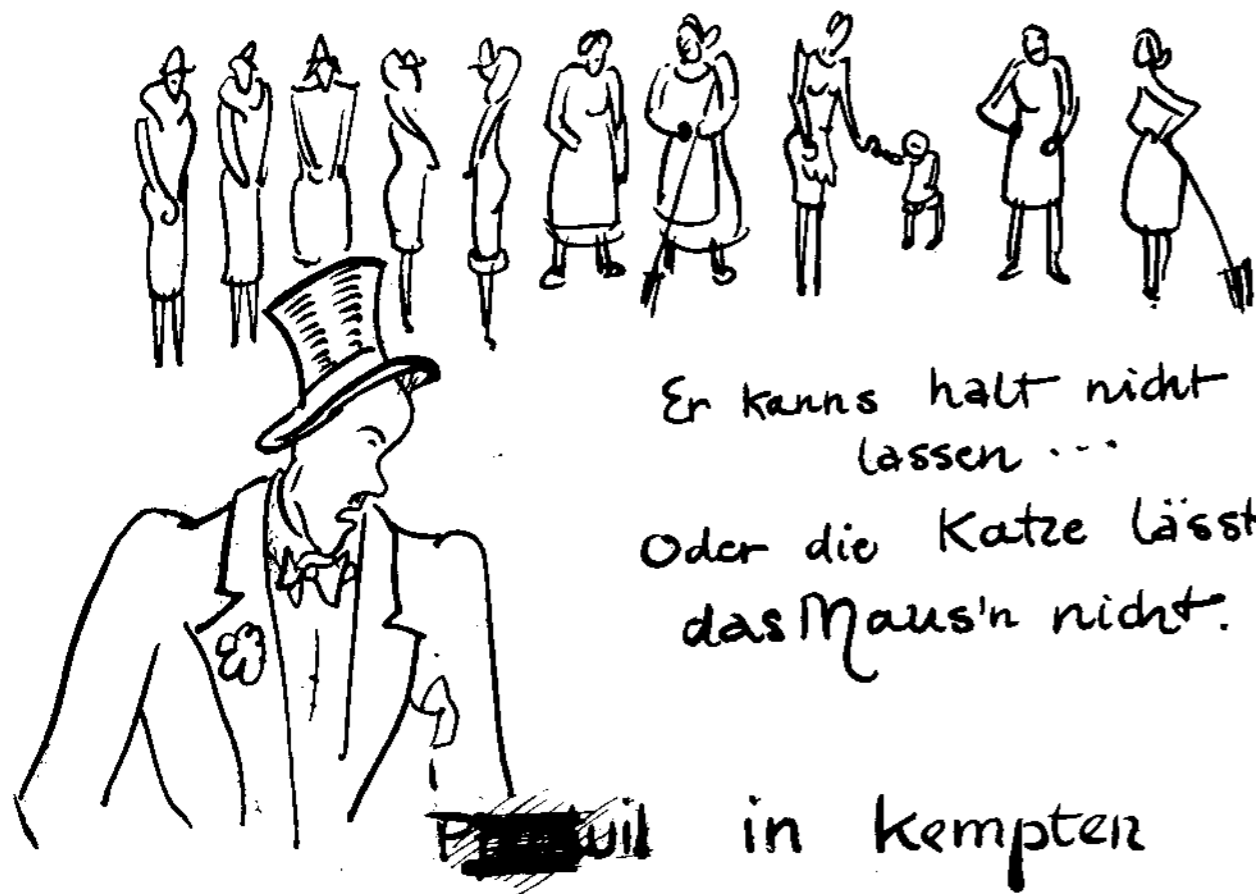 Er kanns halt nicht
lassen ...
Oder die Katze lässt
das Maus'n nicht.
in Kempten